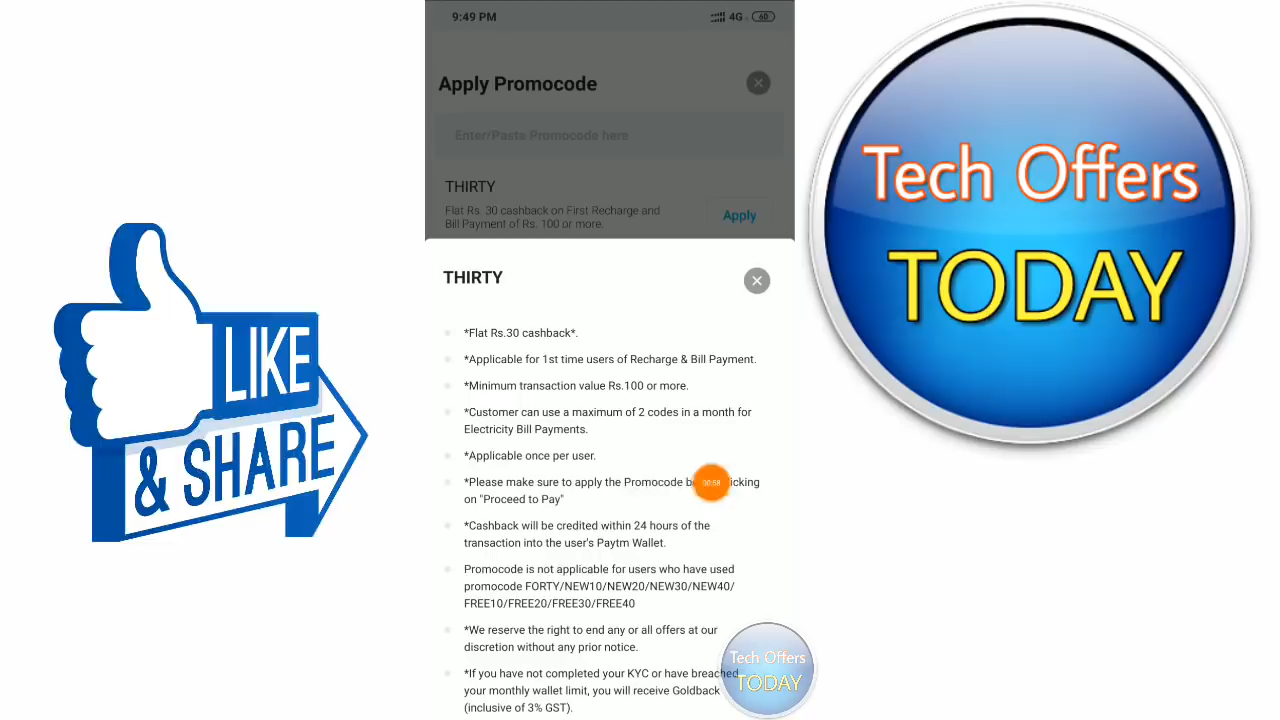 9:49 PM
4G
60
Apply Promocode
Enter/Paste Promocode here
THIRTY
Flat Rs. 30 cashback on First Recharge and
Bill Payment of Rs. 100 or more.
Apply
THIRTY
*Flat Rs.30 cashback*.
*Applicable for 1st time users of Recharge & Bill Payment.
*Minimum transaction value Rs.100 or more.
*Customer can use a maximum of 2 codes in a month for
Electricity Bill Payments.
*Applicable once per user.
*Please make sure to apply the Promocode
00:58
on "Proceed to Pay"
*Cashback will be credited within 24 hours of the
transaction into the user's Paytm Wallet.
Promocode is not applicable for users who have used
promocode FORTY/NEW10/NEW20/NEW30/NEW40/
FREE10/FREE20/FREE30/FREE40
*We reserve the right to end any or all offers at our
discretion without any prior notice.
*If you have not completed your KYC or have breached
your monthly wallet limit, you will receive Goldback
(inclusive of 3% GST).
LIKE
& SHARE
Tech Offers
TODAY
Tech Offers
TODAY